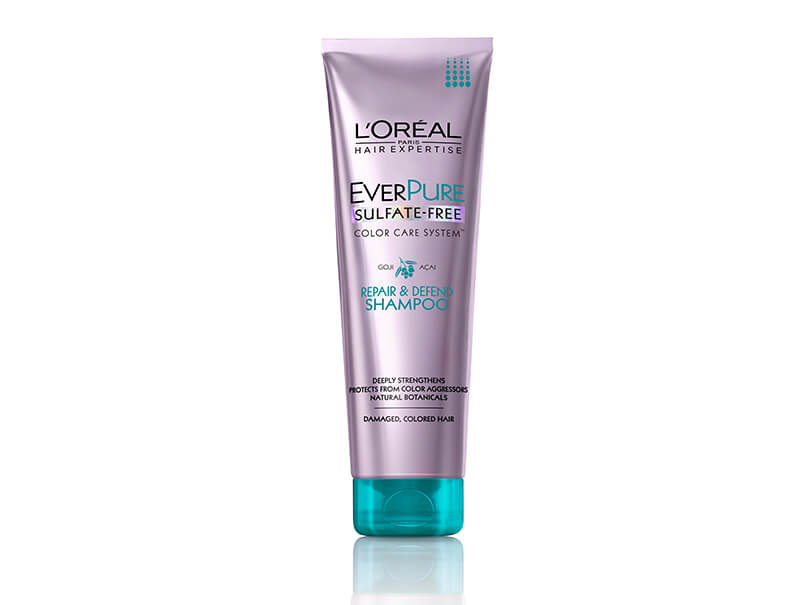 L'ORÉAL
PARIS
HAIR EXPERTISE
EVERPURE
SULFATE-FREE
COLOR CARE SYSTEM™
GOJI ACAI
REPAIR & DEFEND
SHAMPOO
DEEPLY STRENGTHENS
PROTECTS FROM COLOR AGGRESSORS
NATURAL BOTANICALS
DAMAGED, COLORED HAIR